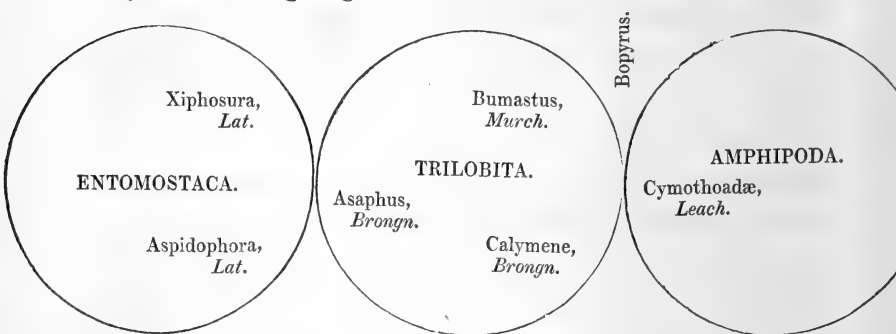 Xiphosura,
Lat.
ENTOMOSTACA.
Aspidophora,
Lat.
Bumastus,
Murch.
TRILOBITA.
Asaphus,
Brongn.
Calymene,
Brongn.
Bopyrus.
AMPHIPODA.
Cymothoadæ,
Leach.